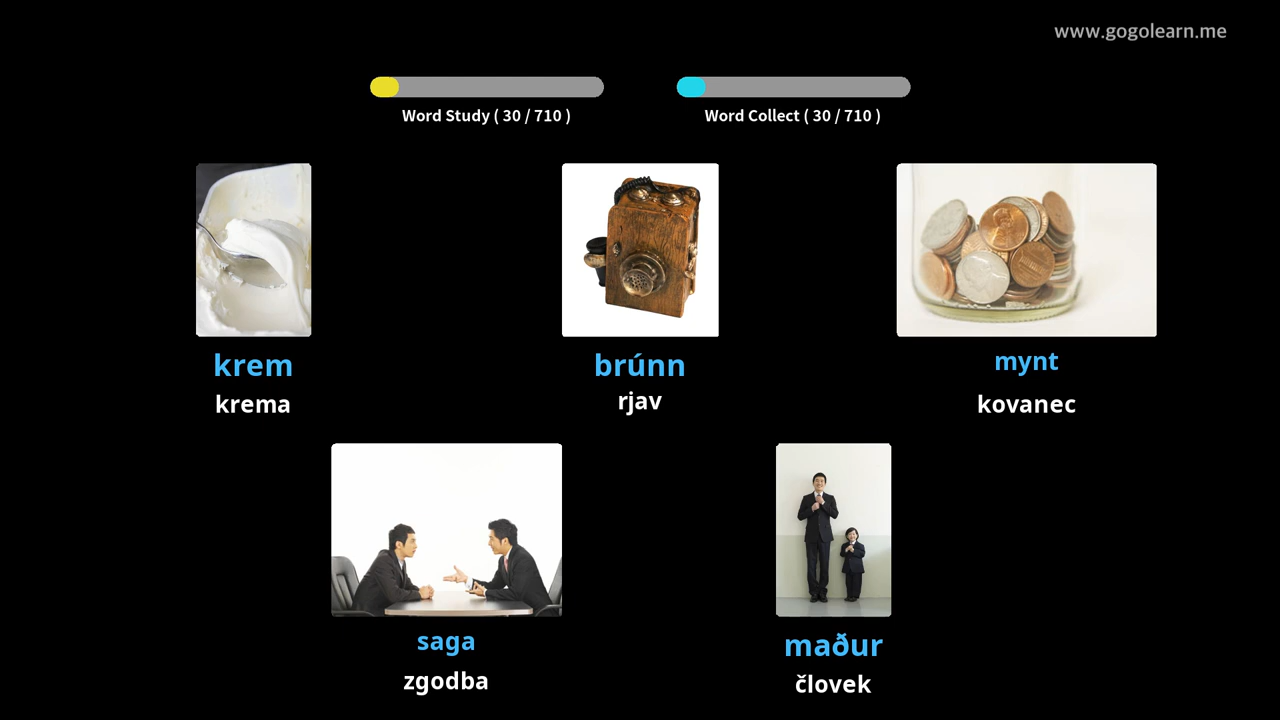 www.gogolearn.me
Word Study ( 30 / 710 )
Word Collect ( 30 / 710 )
krem
krema
brúnn
rjav
mynt
kovanec
saga
zgodba
maður
človek